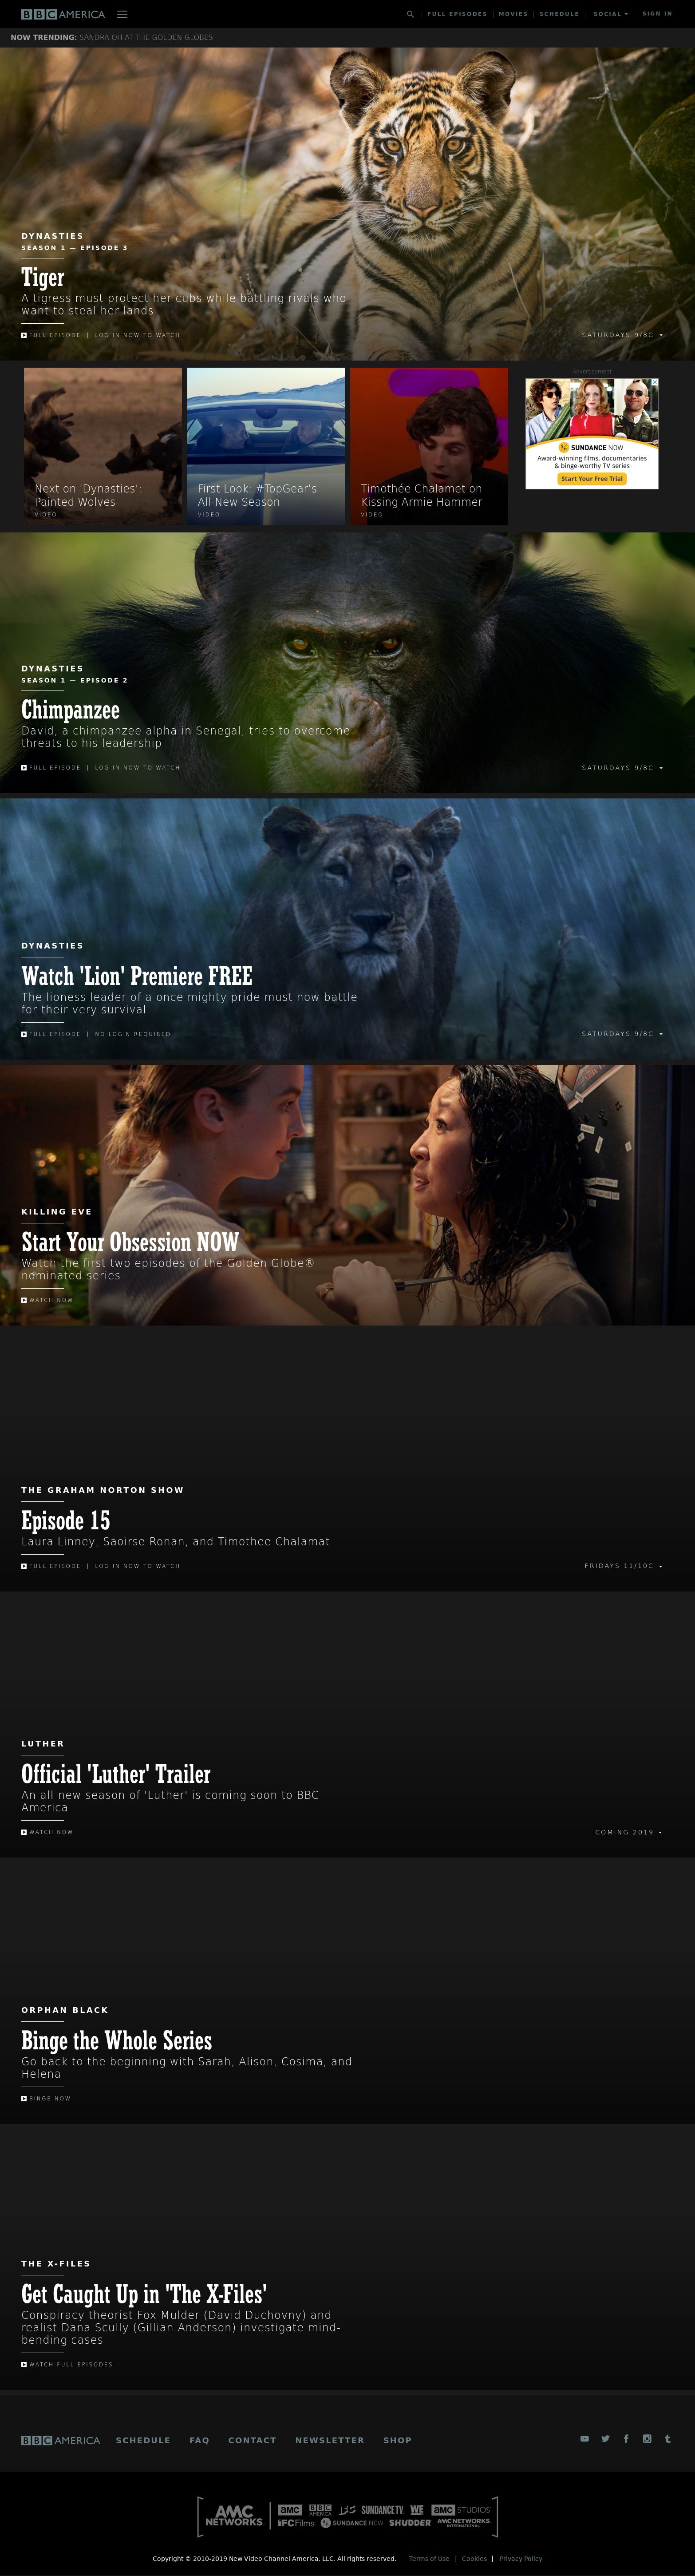 BBC AMERICA
FULL EPISODES | MOVIES | SCHEDULE | SOCIAL | SIGN IN
NOW TRENDING: SANDRA OH AT THE GOLDEN GLOBES
DYNASTIES
SEASON 1 — EPISODE 3
Tiger
A tigress must protect her cubs while battling rivals who
want to steal her lands
FULL EPISODE | LOG IN NOW TO WATCH
SATURDAYS 9/8C
Next on 'Dynasties':
Painted Wolves
VIDEO
First Look: #TopGear's
All-New Season
VIDEO
Timothée Chalamet on
Kissing Armie Hammer
VIDEO
Advertisement
SUNDANCE NOW
Award-winning films, documentaries
& binge-worthy TV series
Start Your Free Trial
DYNASTIES
SEASON 1 — EPISODE 2
Chimpanzee
David, a chimpanzee alpha in Senegal, tries to overcome
threats to his leadership
FULL EPISODE | LOG IN NOW TO WATCH
SATURDAYS 9/8C
DYNASTIES
Watch 'Lion' Premiere FREE
The lioness leader of a once mighty pride must now battle
for their very survival
FULL EPISODE | NO LOGIN REQUIRED
SATURDAYS 9/8C
KILLING EVE
Start Your Obsession NOW
Watch the first two episodes of the Golden Globe®-
nominated series
WATCH NOW
THE GRAHAM NORTON SHOW
Episode 15
Laura Linney, Saoirse Ronan, and Timothee Chalamat
FULL EPISODE | LOG IN NOW TO WATCH
FRIDAYS 11/10C
LUTHER
Official 'Luther' Trailer
An all-new season of 'Luther' is coming soon to BBC
America
WATCH NOW
COMING 2019
ORPHAN BLACK
Binge the Whole Series
Go back to the beginning with Sarah, Alison, Cosima, and
Helena
BINGE NOW
THE X-FILES
Get Caught Up in 'The X-Files'
Conspiracy theorist Fox Mulder (David Duchovny) and
realist Dana Scully (Gillian Anderson) investigate mind-
bending cases
WATCH FULL EPISODES
BBC AMERICA SCHEDULE FAQ CONTACT NEWSLETTER SHOP
AMC NETWORKS
amc BBC AMERICA IFC SUNDANCETV WE amc STUDIOS
IFC Films SUNDANCE NOW SHUDDER AMC NETWORKS INTERNATIONAL
Copyright © 2010-2019 New Video Channel America, LLC. All rights reserved. Terms of Use | Cookies | Privacy Policy